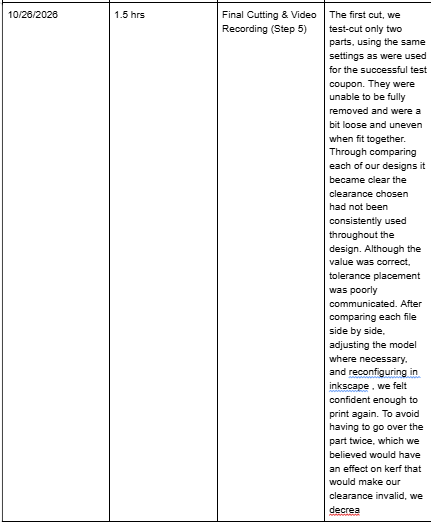 10/26/2026
1.5 hrs
Final Cutting & Video
Recording (Step 5)
The first cut, we
test-cut only two
parts, using the same
settings as were used
for the successful test
coupon. They were
unable to be fully
removed and were a
bit loose and uneven
when fit together.
Through comparing
each of our designs it
became clear the
clearance chosen
had not been
consistently used
throughout the
design. Although the
value was correct,
tolerance placement
was poorly
communicated. After
comparing each file
side by side,
adjusting the model
where necessary,
and reconfiguring in
inkscape , we felt
confident enough to
print again. To avoid
having to go over the
part twice, which we
believed would have
an effect on kerf that
would make our
clearance invalid, we
decrea